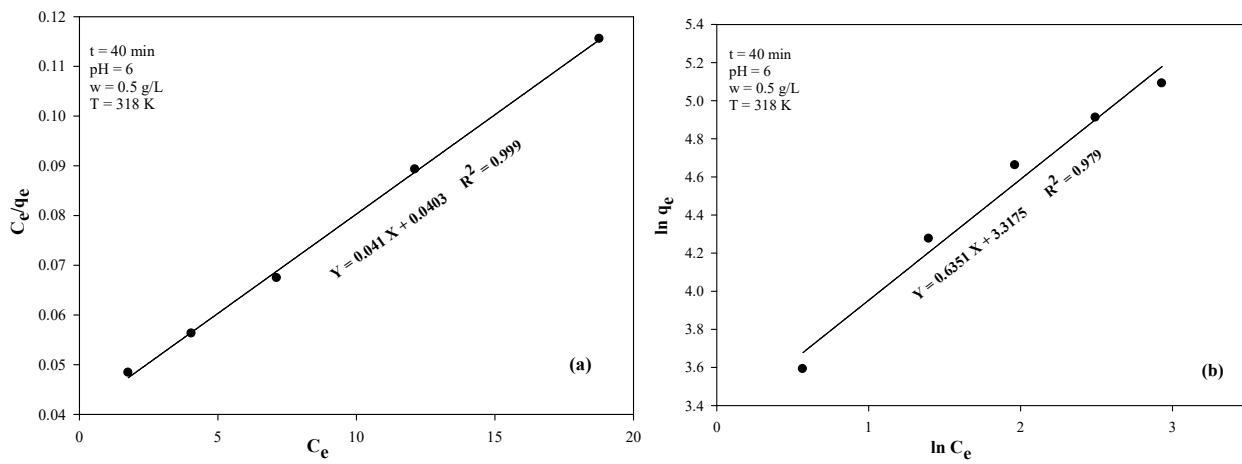 t = 40 min
pH = 6
w = 0.5 g/L
T = 318 K
0.12
0.11
0.10
0.09
0.08
0.07
0.06
0.05
0.04
Cₑ/qₑ
Y = 0.041 X + 0.0403 R² = 0.999
(a)
0 5 10 15 20
Cₑ
t = 40 min
pH = 6
w = 0.5 g/L
T = 318 K
5.4
5.2
5.0
4.8
4.6
4.4
4.2
4.0
3.8
3.6
3.4
ln qₑ
Y = 0.6351 X + 3.3175 R² = 0.979
(b)
0 1 2 3
ln Cₑ